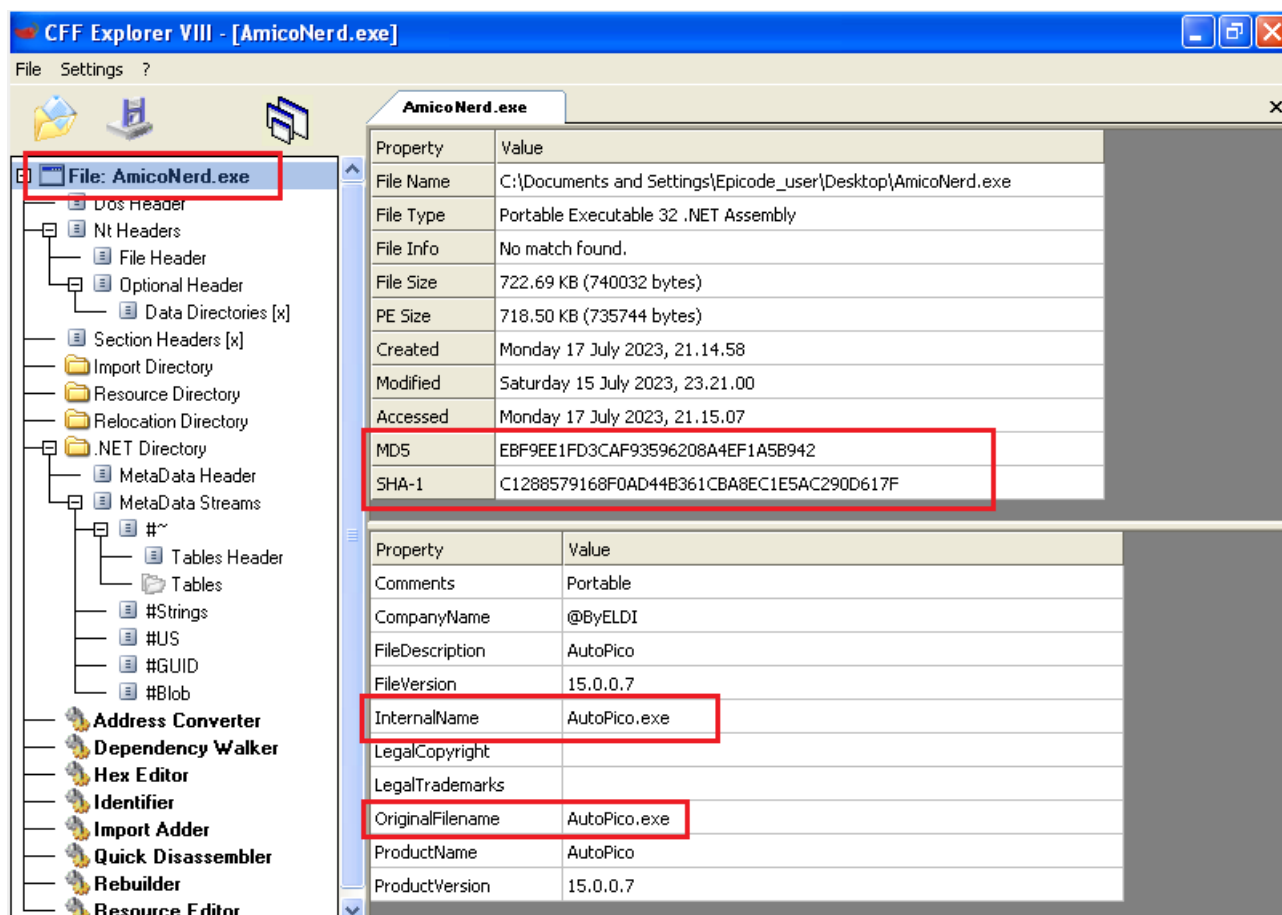 CFF Explorer VIII - [AmicoNerd.exe]
File Settings ?
AmicoNerd.exe
File: AmicoNerd.exe
Dos Header
Nt Headers
File Header
Optional Header
Data Directories [x]
Section Headers [x]
Import Directory
Resource Directory
Relocation Directory
.NET Directory
MetaData Header
MetaData Streams
#~
Tables Header
Tables
#Strings
#US
#GUID
#Blob
Address Converter
Dependency Walker
Hex Editor
Identifier
Import Adder
Quick Disassembler
Rebuilder
Resource Editor
Property Value
File Name C:\Documents and Settings\Epicode_user\Desktop\AmicoNerd.exe
File Type Portable Executable 32 .NET Assembly
File Info No match found.
File Size 722.69 KB (740032 bytes)
PE Size 718.50 KB (735744 bytes)
Created Monday 17 July 2023, 21.14.58
Modified Saturday 15 July 2023, 23.21.00
Accessed Monday 17 July 2023, 21.15.07
MD5 EBF9EE1FD3CAF93596208A4EF1A5B942
SHA-1 C1288579168F0AD44B361CBA8EC1E5AC290D617F
Property Value
Comments Portable
CompanyName @ByELDI
FileDescription AutoPico
FileVersion 15.0.0.7
InternalName AutoPico.exe
LegalCopyright
LegalTrademarks
OriginalFilename AutoPico.exe
ProductName AutoPico
ProductVersion 15.0.0.7